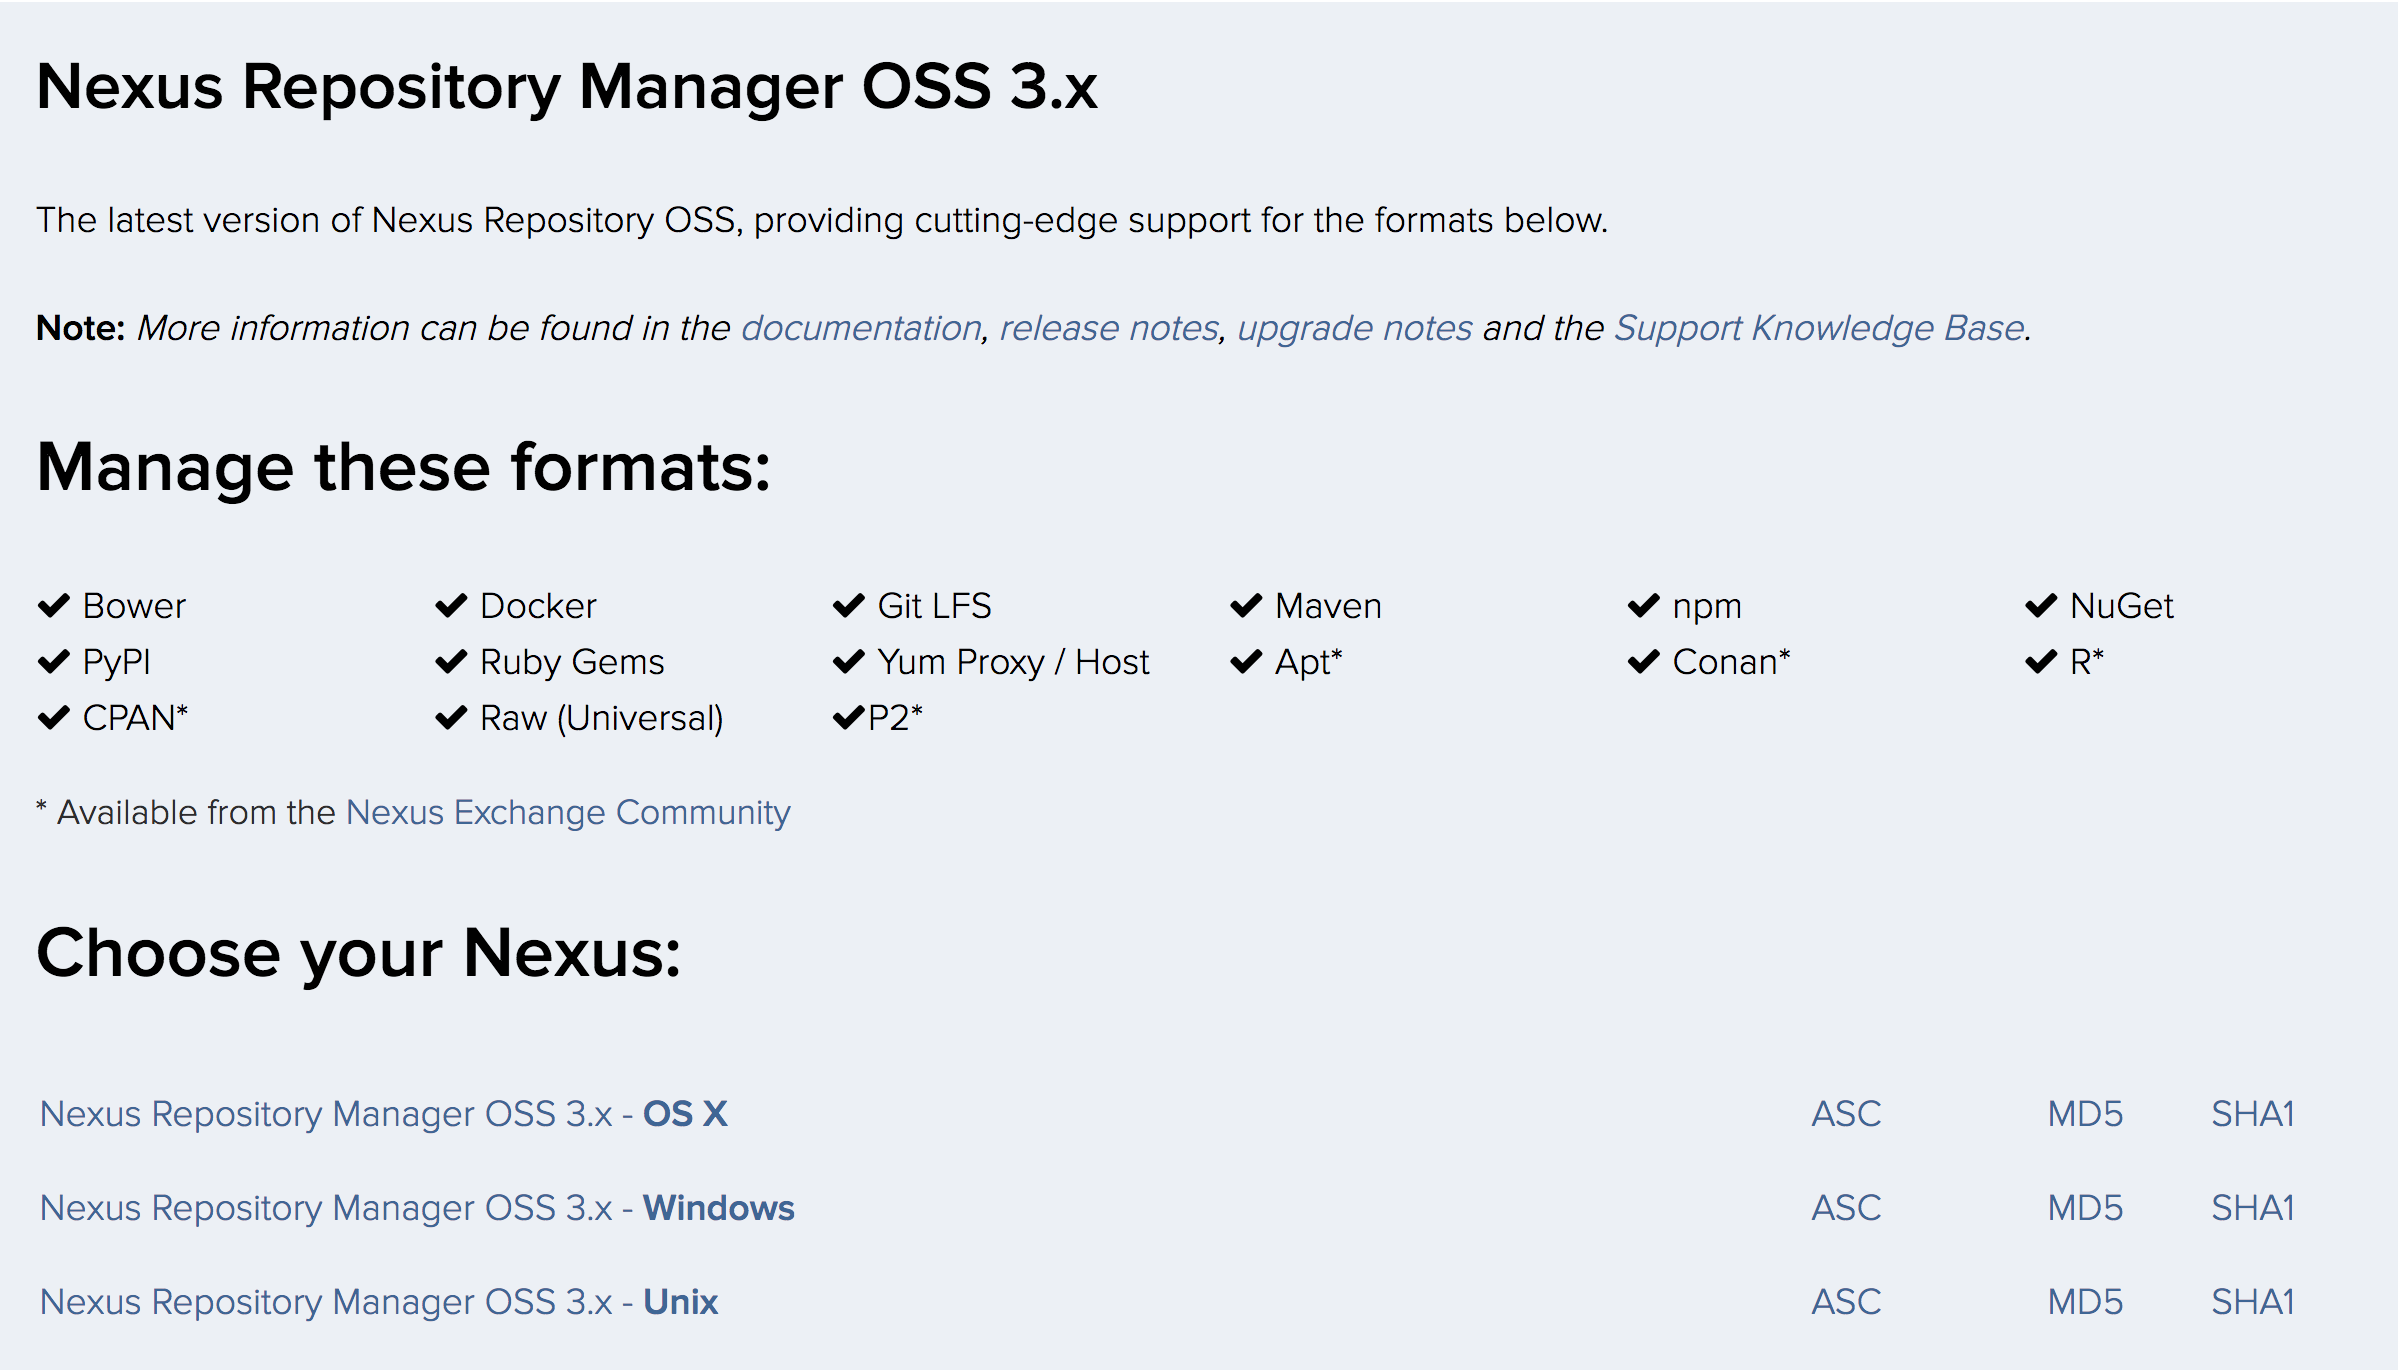 Nexus Repository Manager OSS 3.x
The latest version of Nexus Repository OSS, providing cutting-edge support for the formats below.
Note: More information can be found in the documentation, release notes, upgrade notes and the Support Knowledge Base.
Manage these formats:
Bower Docker Git LFS Maven npm NuGet
PyPI Ruby Gems Yum Proxy / Host Apt* Conan* R*
CPAN* Raw (Universal) P2*
* Available from the Nexus Exchange Community
Choose your Nexus:
Nexus Repository Manager OSS 3.x - OS X ASC MD5 SHA1
Nexus Repository Manager OSS 3.x - Windows ASC MD5 SHA1
Nexus Repository Manager OSS 3.x - Unix ASC MD5 SHA1